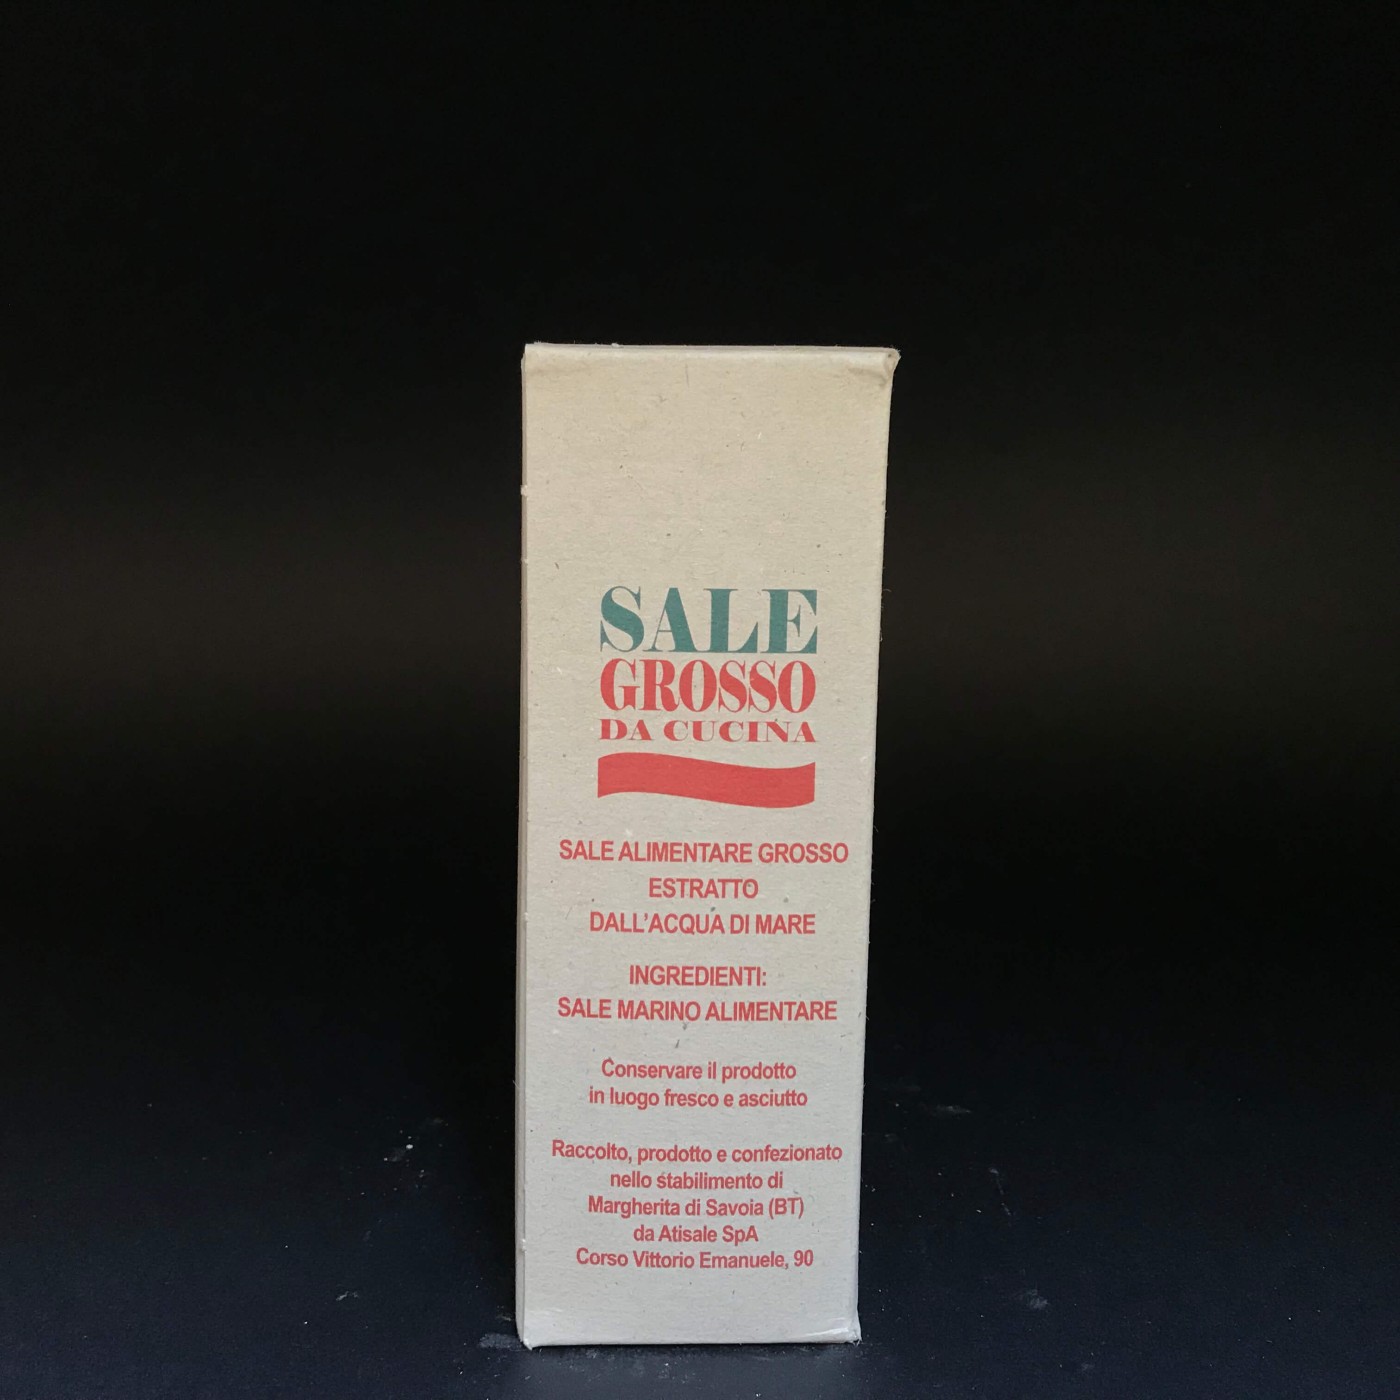 SALE
GROSSO
DA CUCINA
SALE ALIMENTARE GROSSO
ESTRATTO
DALL'ACQUA DI MARE
INGREDIENTI:
SALE MARINO ALIMENTARE
Conservare il prodotto
in luogo fresco e asciutto
Raccolto, prodotto e confezionato
nello stabilimento di
Margherita di Savoia (BT)
da Atisale SpA
Corso Vittorio Emanuele, 90